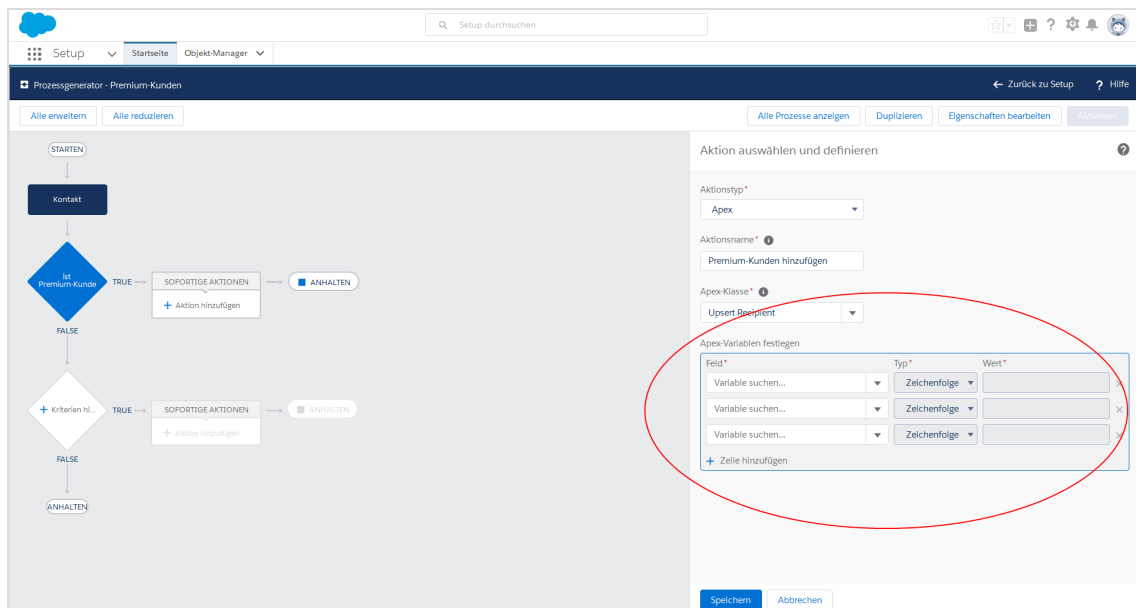 Setup durchsuchen
Setup
Startseite
Objekt-Manager
Prozessgenerator - Premium-Kunden
Zurück zu Setup
? Hilfe
Alle erweitern
Alle reduzieren
Alle Prozesse anzeigen
Duplizieren
Eigenschaften bearbeiten
Aktivieren
STARTEN
Kontakt
ist
Premium-Kunde
TRUE
SOFORTIGE AKTIONEN
+ Aktion hinzufügen
ANHALTEN
FALSE
+ Kriterien hi...
TRUE
SOFORTIGE AKTIONEN
+ Aktion hinzufügen
ANHALTEN
FALSE
ANHALTEN
Aktion auswählen und definieren
Aktionstyp*
Apex
Aktionsname*
Premium-Kunden hinzufügen
Apex-Klasse*
Upsert Recipient
Apex-Variablen festlegen
Feld* Typ* Wert*
Variable suchen... Zeichenfolge
Variable suchen... Zeichenfolge
Variable suchen... Zeichenfolge
+ Zeile hinzufügen
Speichern
Abbrechen